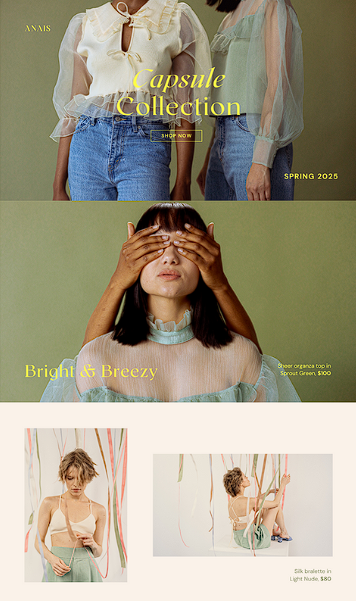 ANAIS
Capsule
Collection
SHOP NOW
SPRING 2025
Bright & Breezy
Sheer organza top in
Sprout Green, $100
Silk bralette in
Light Nude, $80